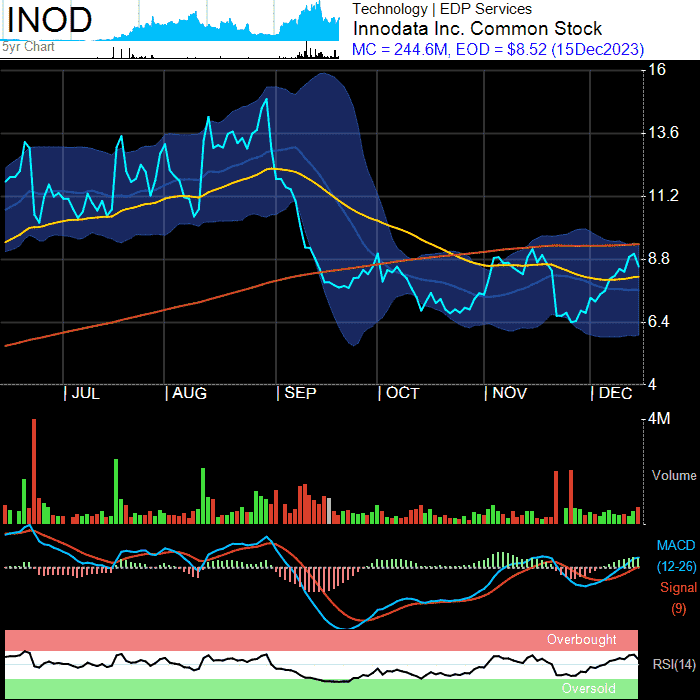 INOD
5yr Chart
Technology | EDP Services
Innodata Inc. Common Stock
MC = 244.6M, EOD = $8.52 (15Dec2023)
16
13.6
11.2
8.8
6.4
4
| JUL | AUG | SEP | OCT | NOV | DEC
4M
Volume
MACD
(12-26)
Signal
(9)
Overbought
RSI(14)
Oversold